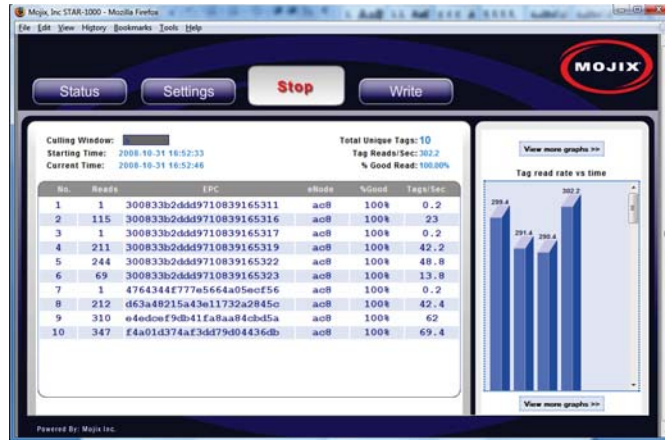 Mojix, Inc STAR-1000 - Mozilla Firefox
File Edit View History Bookmarks Tools Help
MOJIX
Status Settings Stop Write
Culling Window:
Starting Time: 2008-10-31 16:52:33
Current Time: 2008-10-31 16:52:46
Total Unique Tags: 10
Tag Reads/Sec: 302.2
% Good Read: 100.00%
No. Reads EPC eNode %Good Tags/Sec
1 1 300833b2ddd9710839165311 ac8 100% 0.2
2 115 300833b2ddd9710839165316 ac8 100% 23
3 1 300833b2ddd9710839165317 ac8 100% 0.2
4 211 300833b2ddd9710839165319 ac8 100% 42.2
5 244 300833b2ddd9710839165322 ac8 100% 48.8
6 69 300833b2ddd9710839165323 ac8 100% 13.8
7 1 4764344f777e5664a05ecf56 ac8 100% 0.2
8 212 d63a48215a43e11732a2845c ac8 100% 42.4
9 310 e4edcef9db41fa8aa84cbd5a ac8 100% 62
10 347 f4a01d374af3dd79d04436db ac8 100% 69.4
View more graphs >>
Tag read rate vs time
299.4
291.4
290.4
302.2
View more graphs >>
Powered By: Mojix Inc.